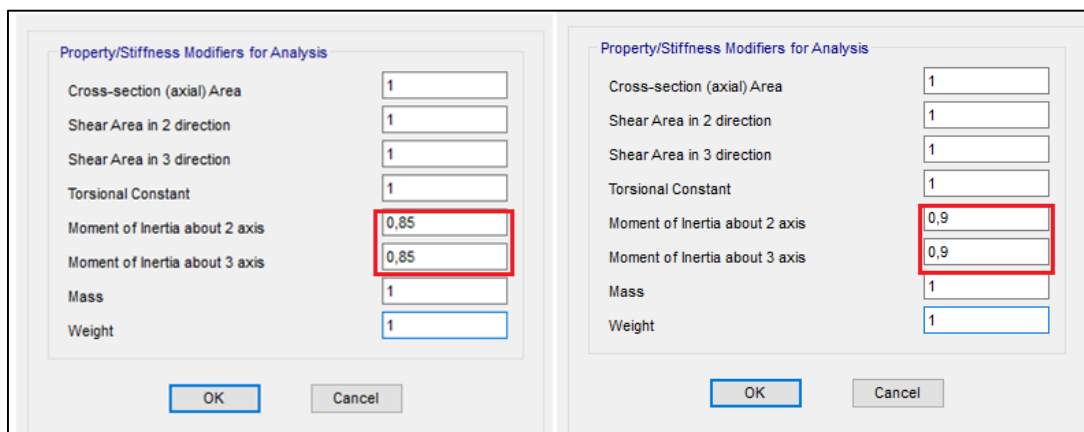 Property/Stiffness Modifiers for Analysis
Cross-section (axial) Area 1
Shear Area in 2 direction 1
Shear Area in 3 direction 1
Torsional Constant 1
Moment of Inertia about 2 axis 0,85
Moment of Inertia about 3 axis 0,85
Mass 1
Weight 1
OK Cancel
Property/Stiffness Modifiers for Analysis
Cross-section (axial) Area 1
Shear Area in 2 direction 1
Shear Area in 3 direction 1
Torsional Constant 1
Moment of Inertia about 2 axis 0,9
Moment of Inertia about 3 axis 0,9
Mass 1
Weight 1
OK Cancel